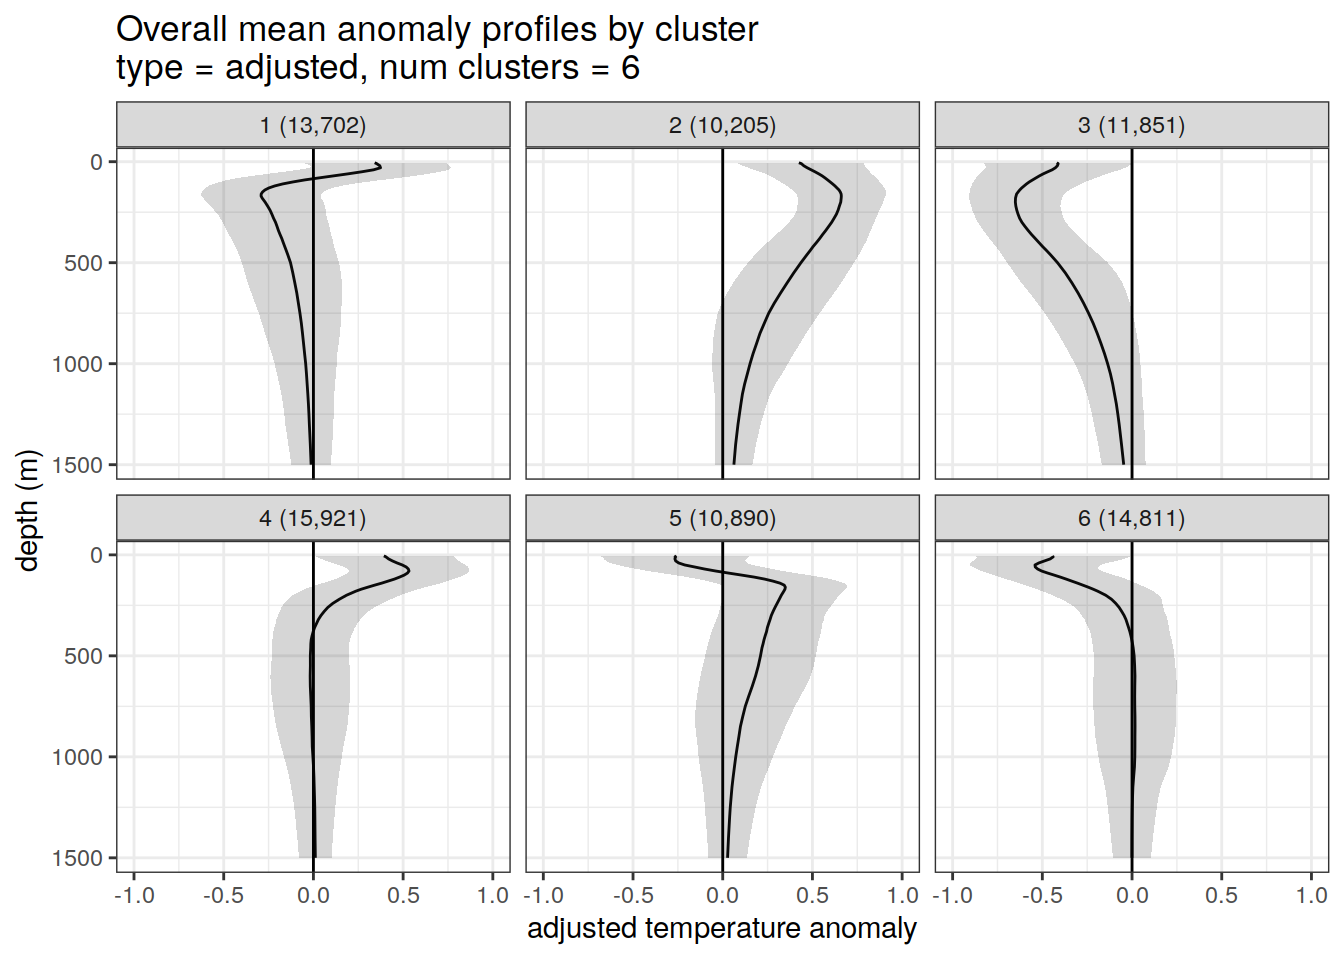 Overall mean anomaly profiles by cluster
type = adjusted, num clusters = 6
1 (13,702)
2 (10,205)
3 (11,851)
0
500
1000
1500
4 (15,921)
5 (10,890)
6 (14,811)
0
500
1000
1500
depth (m)
-1.0 -0.5 0.0 0.5 1.0
-1.0 -0.5 0.0 0.5 1.0
-1.0 -0.5 0.0 0.5 1.0
adjusted temperature anomaly